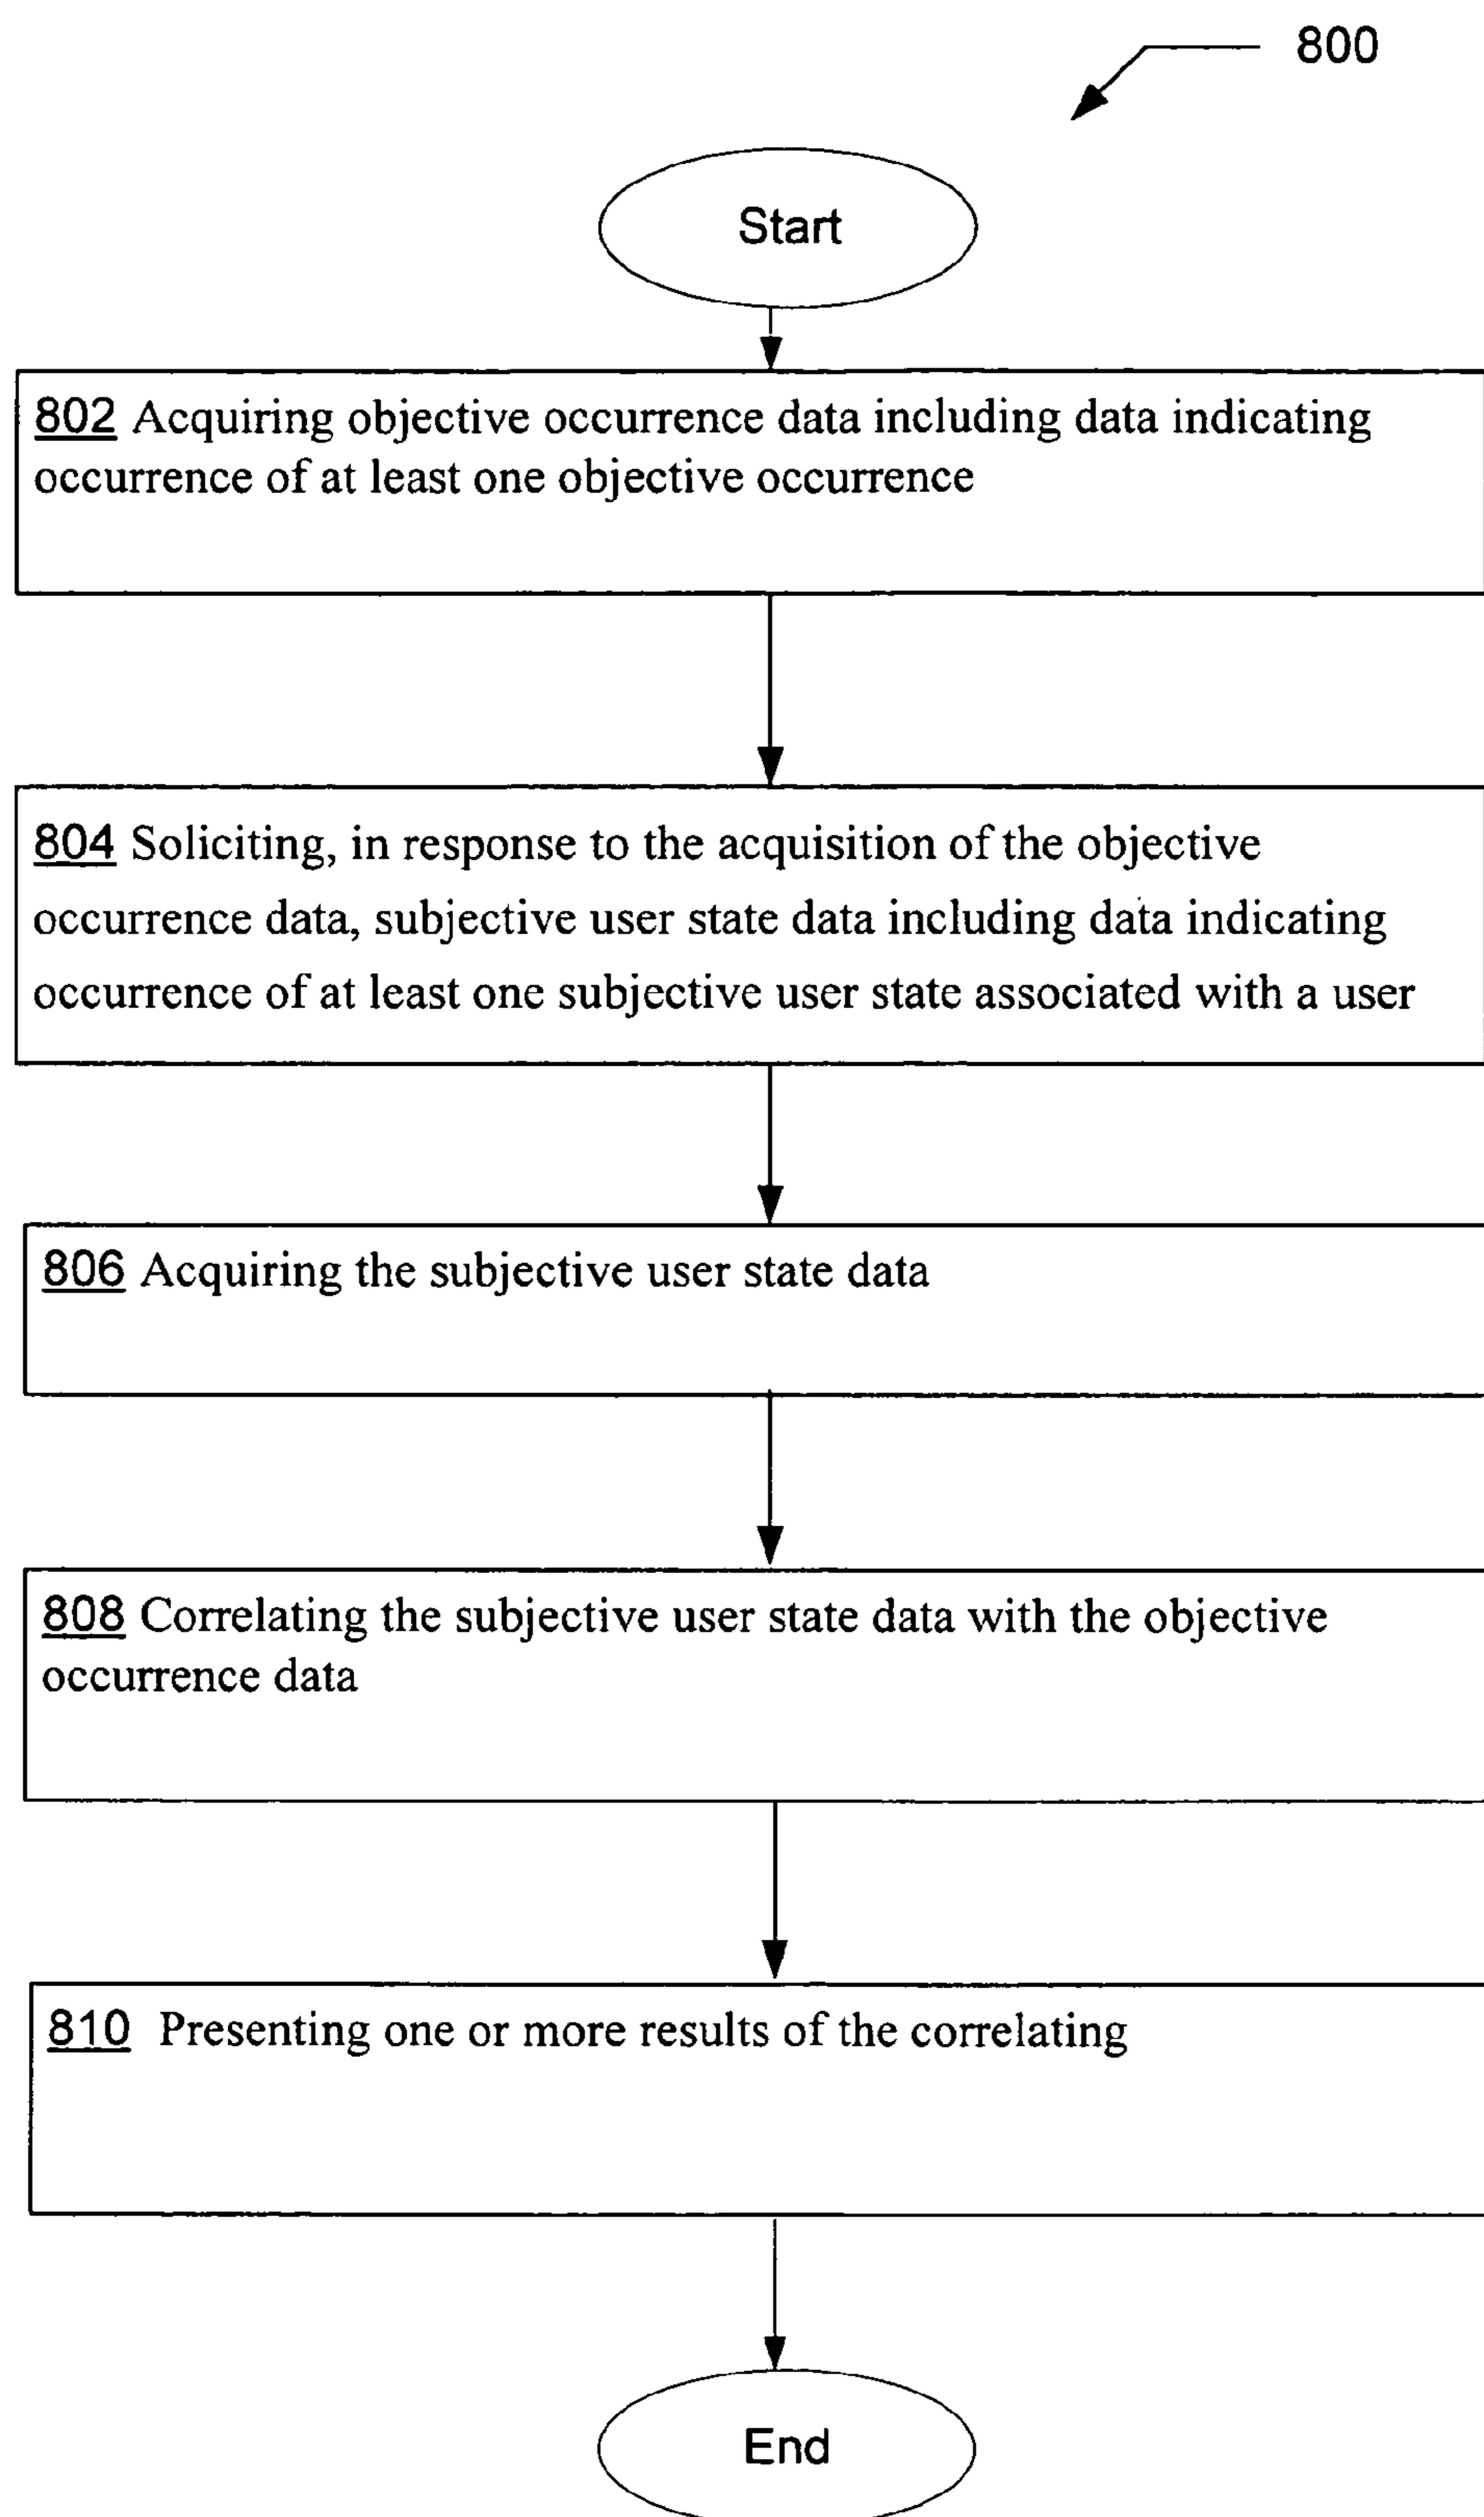 800
Start
802 Acquiring objective occurrence data including data indicating
occurrence of at least one objective occurrence
804 Soliciting, in response to the acquisition of the objective
occurrence data, subjective user state data including data indicating
occurrence of at least one subjective user state associated with a user
806 Acquiring the subjective user state data
808 Correlating the subjective user state data with the objective
occurrence data
810 Presenting one or more results of the correlating
End